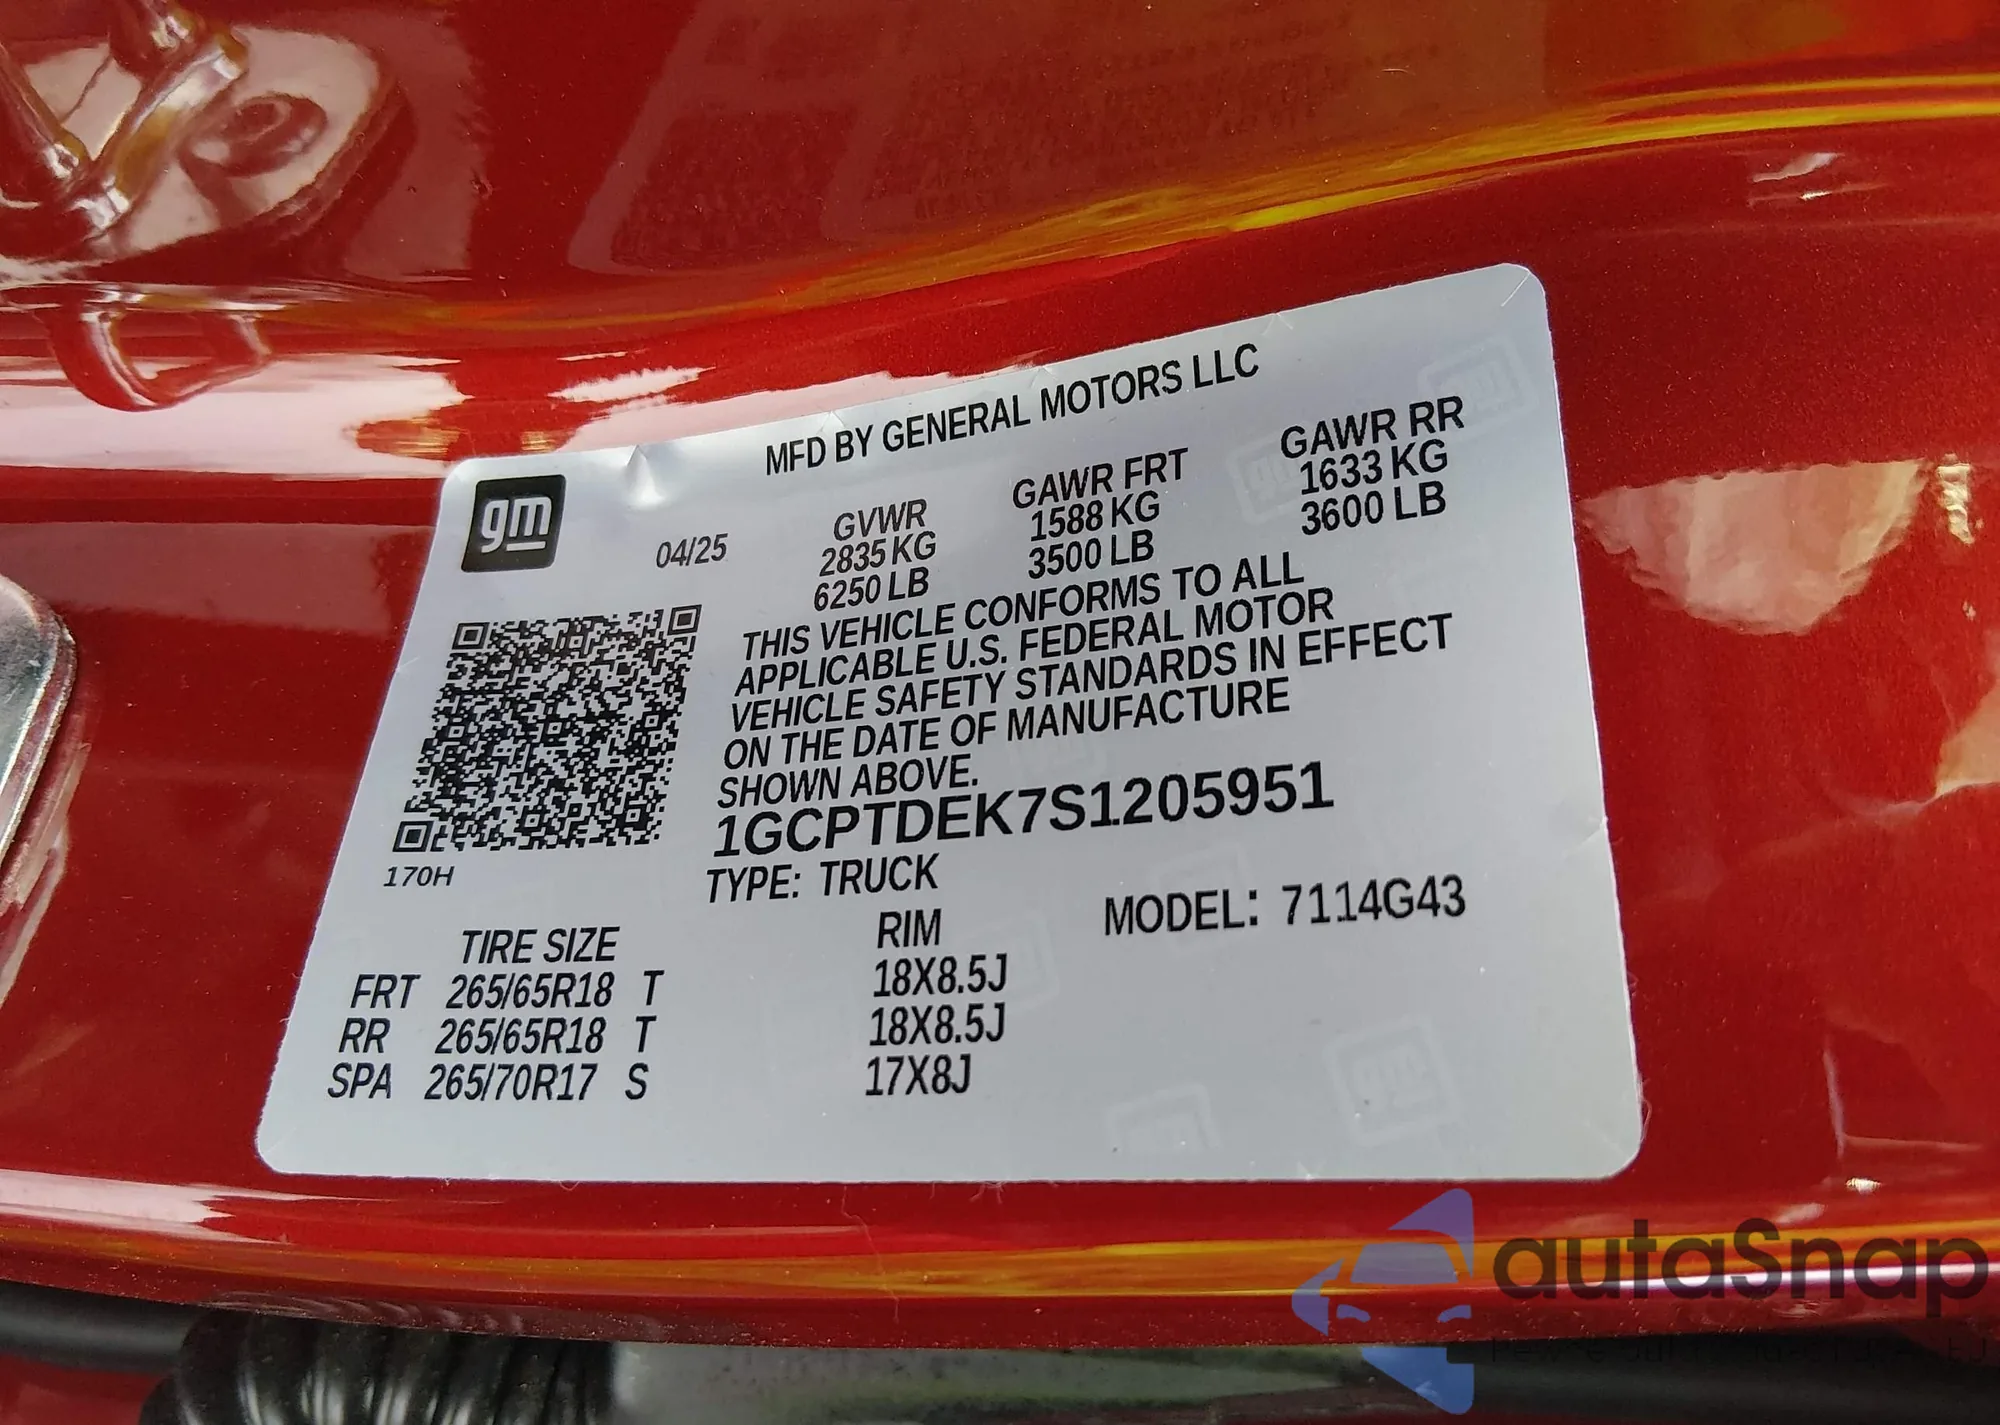 MFD BY GENERAL MOTORS LLC
gm
04/25
GVWR
2835 KG
6250 LB
GAWR FRT
1588 KG
3500 LB
GAWR RR
1633 KG
3600 LB
THIS VEHICLE CONFORMS TO ALL
APPLICABLE U.S. FEDERAL MOTOR
VEHICLE SAFETY STANDARDS IN EFFECT
ON THE DATE OF MANUFACTURE
SHOWN ABOVE.
1GCPTDEK7S1205951
170H
TYPE: TRUCK
MODEL: 7114G43
TIRE SIZE RIM
FRT 265/65R18 T 18X8.5J
RR 265/65R18 T 18X8.5J
SPA 265/70R17 S 17X8J
autaSnap